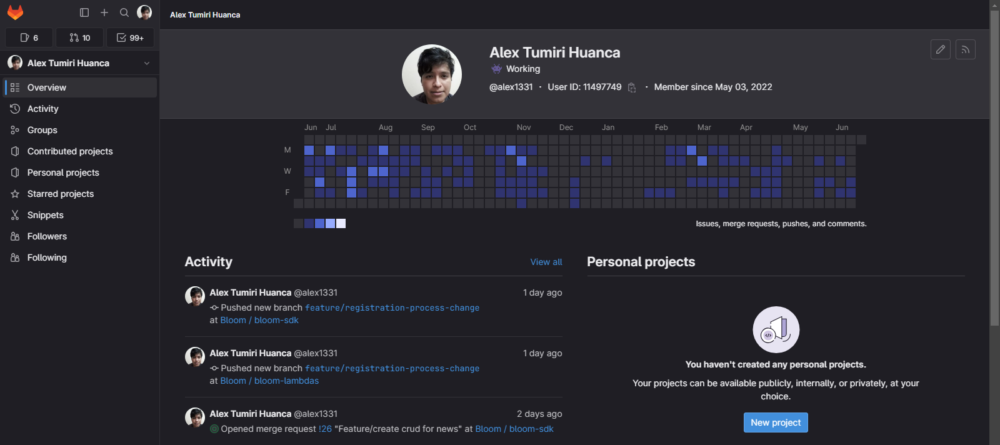 Alex Tumiri Huanca
6
10
99+
Alex Tumiri Huanca
Overview
Activity
Groups
Contributed projects
Personal projects
Starred projects
Snippets
Followers
Following
Alex Tumiri Huanca
Working
@alex1331 · User ID: 11497749 · Member since May 03, 2022
Jun Jul Aug Sep Oct Nov Dec Jan Feb Mar Apr May Jun
M
W
F
Issues, merge requests, pushes, and comments.
Activity
View all
Alex Tumiri Huanca @alex1331 1 day ago
Pushed new branch feature/registration-process-change
at Bloom / bloom-sdk
Alex Tumiri Huanca @alex1331 1 day ago
Pushed new branch feature/registration-process-change
at Bloom / bloom-lambdas
Alex Tumiri Huanca @alex1331 2 days ago
Opened merge request !26 "Feature/create crud for news" at Bloom / bloom-sdk
Personal projects
You haven't created any personal projects.
Your projects can be available publicly, internally, or privately, at your
choice.
New project